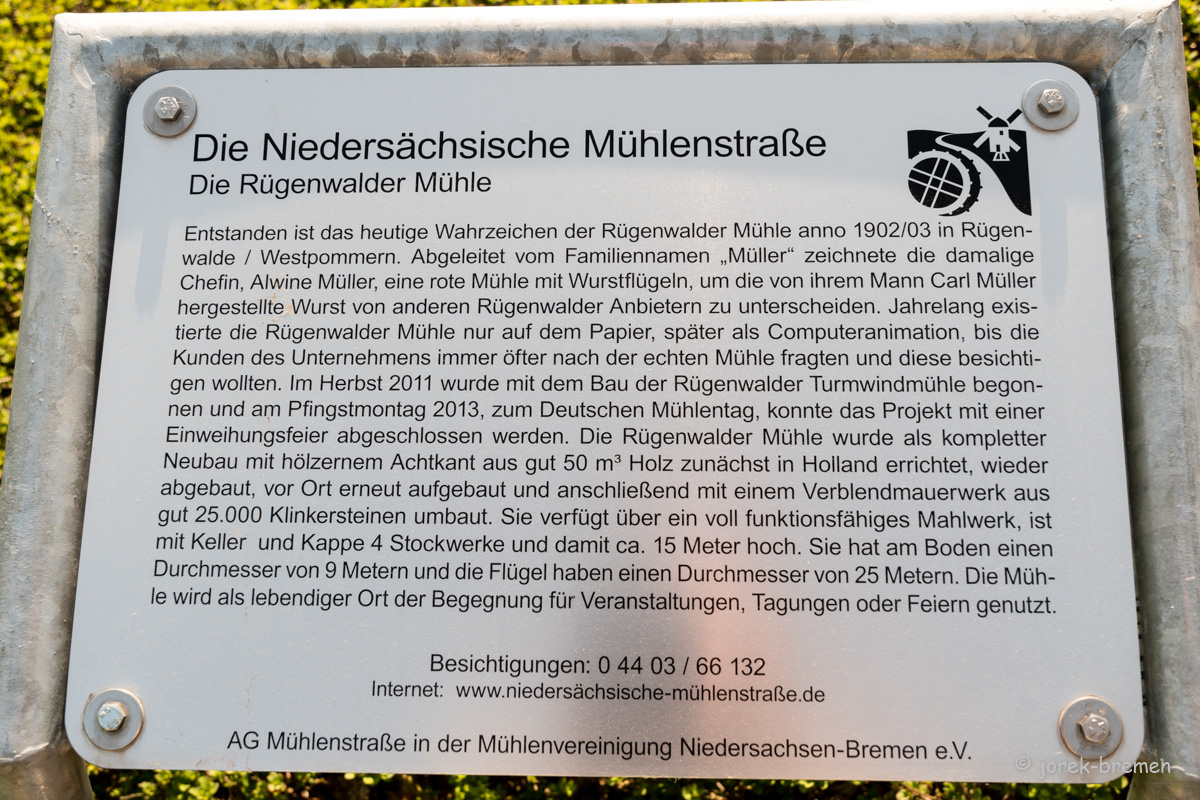 Die Niedersächsische Mühlenstraße
Die Rügenwalder Mühle
Entstanden ist das heutige Wahrzeichen der Rügenwalder Mühle anno 1902/03 in Rügen-
walde / Westpommern. Abgeleitet vom Familiennamen „Müller“ zeichnete die damalige
Chefin, Alwine Müller, eine rote Mühle mit Wurstflügeln, um die von ihrem Mann Carl Müller
hergestellte Wurst von anderen Rügenwalder Anbietern zu unterscheiden. Jahrelang exis-
tierte die Rügenwalder Mühle nur auf dem Papier, später als Computeranimation, bis die
Kunden des Unternehmens immer öfter nach der echten Mühle fragten und diese besichti-
gen wollten. Im Herbst 2011 wurde mit dem Bau der Rügenwalder Turmwindmühle begon-
nen und am Pfingstmontag 2013, zum Deutschen Mühlentag, konnte das Projekt mit einer
Einweihungsfeier abgeschlossen werden. Die Rügenwalder Mühle wurde als kompletter
Neubau mit hölzernem Achtkant aus gut 50 m³ Holz zunächst in Holland errichtet, wieder
abgebaut, vor Ort erneut aufgebaut und anschließend mit einem Verblendmauerwerk aus
gut 25.000 Klinkersteinen umbaut. Sie verfügt über ein voll funktionsfähiges Mahlwerk, ist
mit Keller und Kappe 4 Stockwerke und damit ca. 15 Meter hoch. Sie hat am Boden einen
Durchmesser von 9 Metern und die Flügel haben einen Durchmesser von 25 Metern. Die Müh-
le wird als lebendiger Ort der Begegnung für Veranstaltungen, Tagungen oder Feiern genutzt.
Besichtigungen: 0 44 03 / 66 132
Internet: www.niedersächsische-mühlenstraße.de
AG Mühlenstraße in der Mühlenvereinigung Niedersachsen-Bremen e.V.
© jorek-bremen